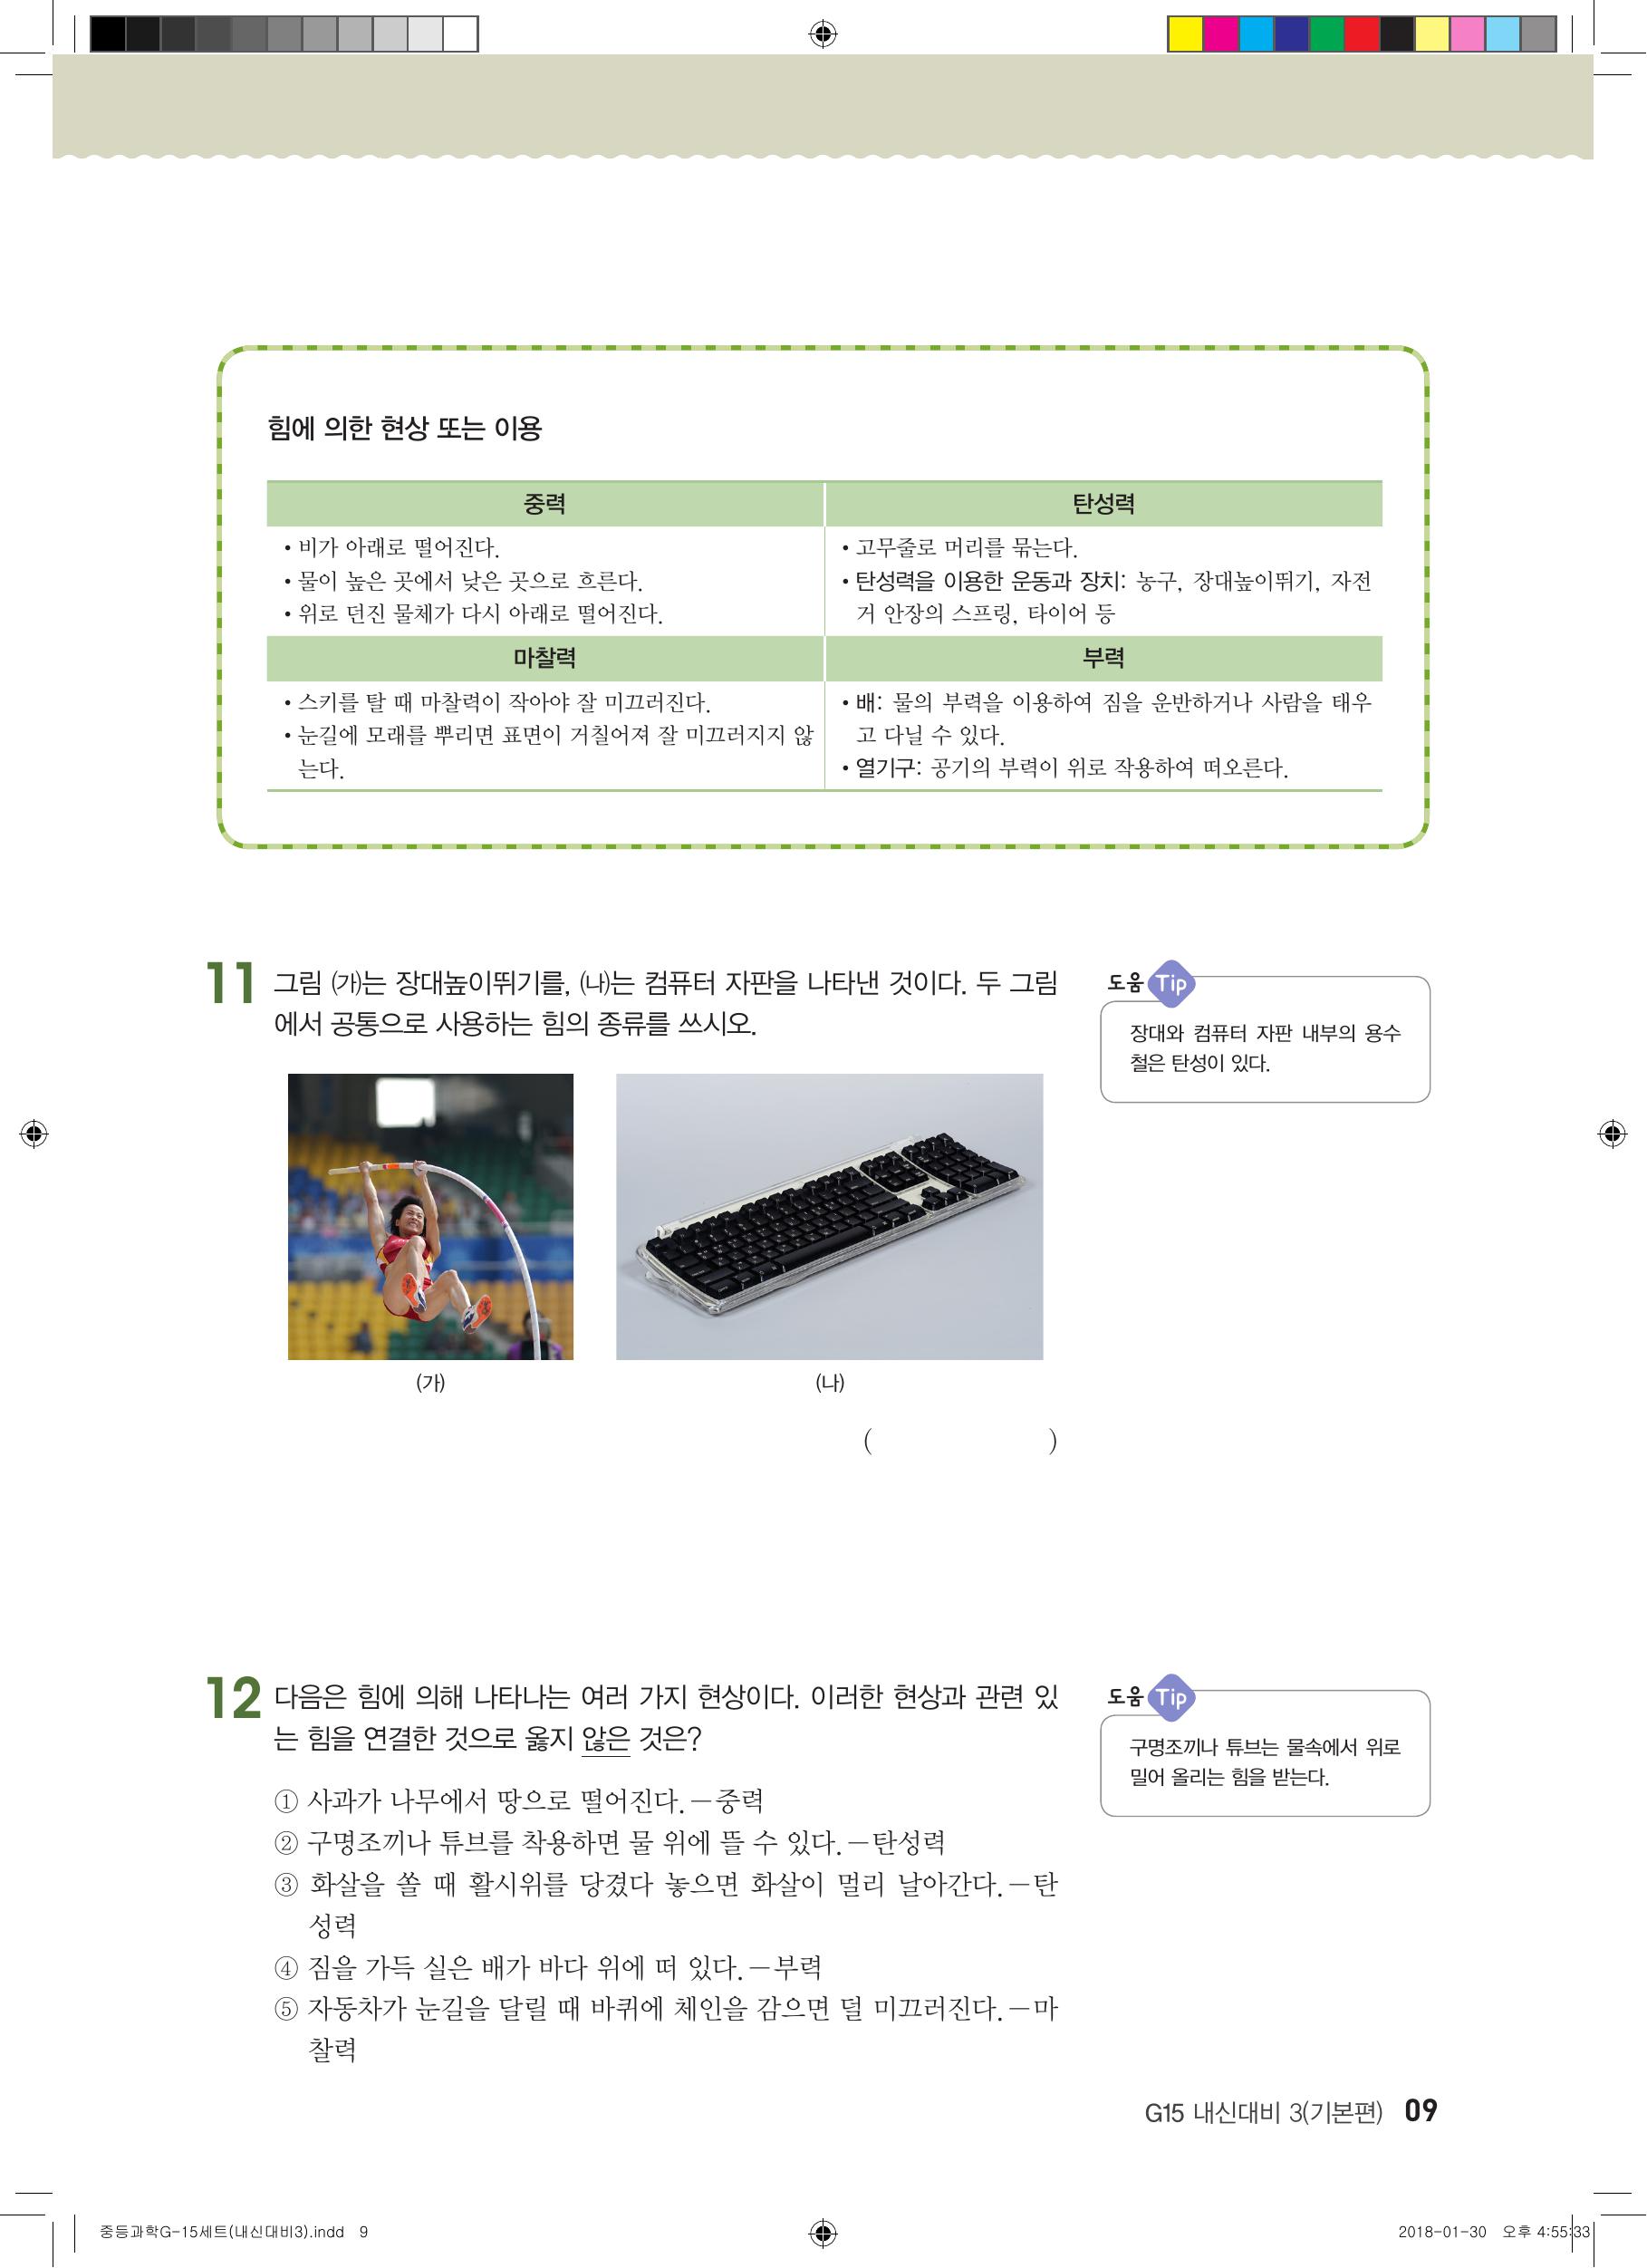 힘에 의한 현상 또는 이용
중력
• 비가 아래로 떨어진다.
• 물이 높은 곳에서 낮은 곳으로 흐른다.
• 위로 던진 물체가 다시 아래로 떨어진다.
탄성력
• 고무줄로 머리를 묶는다.
• 탄성력을 이용한 운동과 장치: 농구, 장대높이뛰기, 자전
거 안장의 스프링, 타이어 등
마찰력
• 스키를 탈 때 마찰력이 작아야 잘 미끄러진다.
• 눈길에 모래를 뿌리면 표면이 거칠어져 잘 미끄러지지 않
는다.
부력
• 배: 물의 부력을 이용하여 짐을 운반하거나 사람을 태우
고 다닐 수 있다.
• 열기구: 공기의 부력이 위로 작용하여 떠오른다.
11 그림 ㈎는 장대높이뛰기를, ㈏는 컴퓨터 자판을 나타낸 것이다. 두 그림
에서 공통으로 사용하는 힘의 종류를 쓰시오.
도움 Tip
장대와 컴퓨터 자판 내부의 용수
철은 탄성이 있다.
(가)
(나)
( )
12 다음은 힘에 의해 나타나는 여러 가지 현상이다. 이러한 현상과 관련 있
는 힘을 연결한 것으로 옳지 않은 것은?
도움 Tip
구명조끼나 튜브는 물속에서 위로
밀어 올리는 힘을 받는다.
① 사과가 나무에서 땅으로 떨어진다. – 중력
② 구명조끼나 튜브를 착용하면 물 위에 뜰 수 있다. – 탄성력
③ 화살을 쏠 때 활시위를 당겼다 놓으면 화살이 멀리 날아간다. – 탄
성력
④ 짐을 가득 실은 배가 바다 위에 떠 있다. – 부력
⑤ 자동차가 눈길을 달릴 때 바퀴에 체인을 감으면 덜 미끄러진다. – 마
찰력
G15 내신대비 3(기본편) 09
중등과학G-15세트(내신대비3).indd 9
2018-01-30 오후 4:55:33